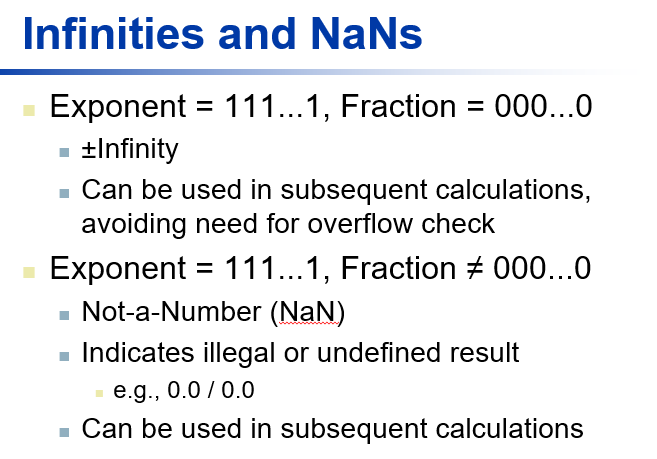 Infinities and NaNs
Exponent = 111...1, Fraction = 000...0
±Infinity
Can be used in subsequent calculations,
avoiding need for overflow check
Exponent = 111...1, Fraction ≠ 000...0
Not-a-Number (NaN)
Indicates illegal or undefined result
e.g., 0.0 / 0.0
Can be used in subsequent calculations